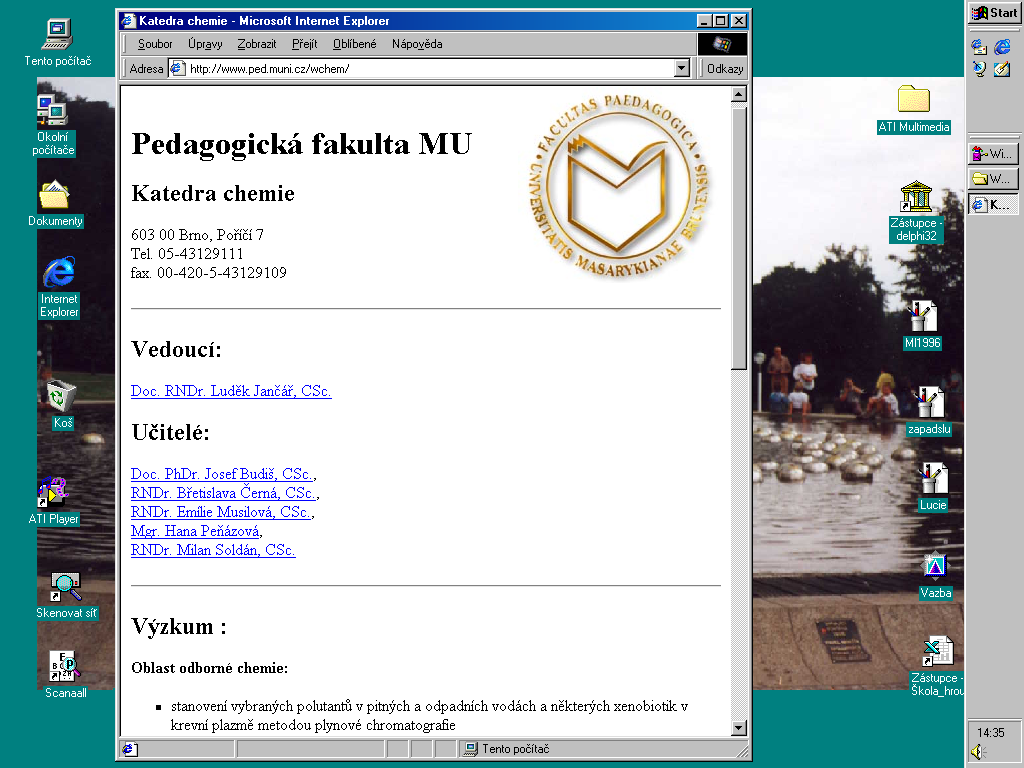 Tento počítač
Okolní
počítače
Dokumenty
Internet
Explorer
Koš
ATI Player
Skenovat síť
Scanaall
Katedra chemie - Microsoft Internet Explorer
Soubor Úpravy Zobrazit Přejít Oblíbené Nápověda
Adresa http://www.ped.muni.cz/wchem/ Odkazy
Pedagogická fakulta MU
Katedra chemie
603 00 Brno, Poříčí 7
Tel. 05-43129111
fax. 00-420-5-43129109
FACULTAS PAEDAGOGICA
UNIVERSITATIS MASARYKIANAE BRUNENSIS
Vedoucí:
Doc. RNDr. Luděk Jančář, CSc.
Učitelé:
Doc. PhDr. Josef Budiš, CSc.,
RNDr. Břetislava Černá, CSc.,
RNDr. Emílie Musilová, CSc.,
Mgr. Hana Peňázová,
RNDr. Milan Soldán, CSc.
Výzkum :
Oblast odborné chemie:
stanovení vybraných polutantů v pitných a odpadních vodách a některých xenobiotik v
krevní plazmě metodou plynové chromatografie
Tento počítač
ATI Multimedia
Zástupce -
delphi32
MI1996
zapadslu
Lucie
Vazba
Zástupce -
Škola_hrou
Start
Wi...
W...
K...
14:35